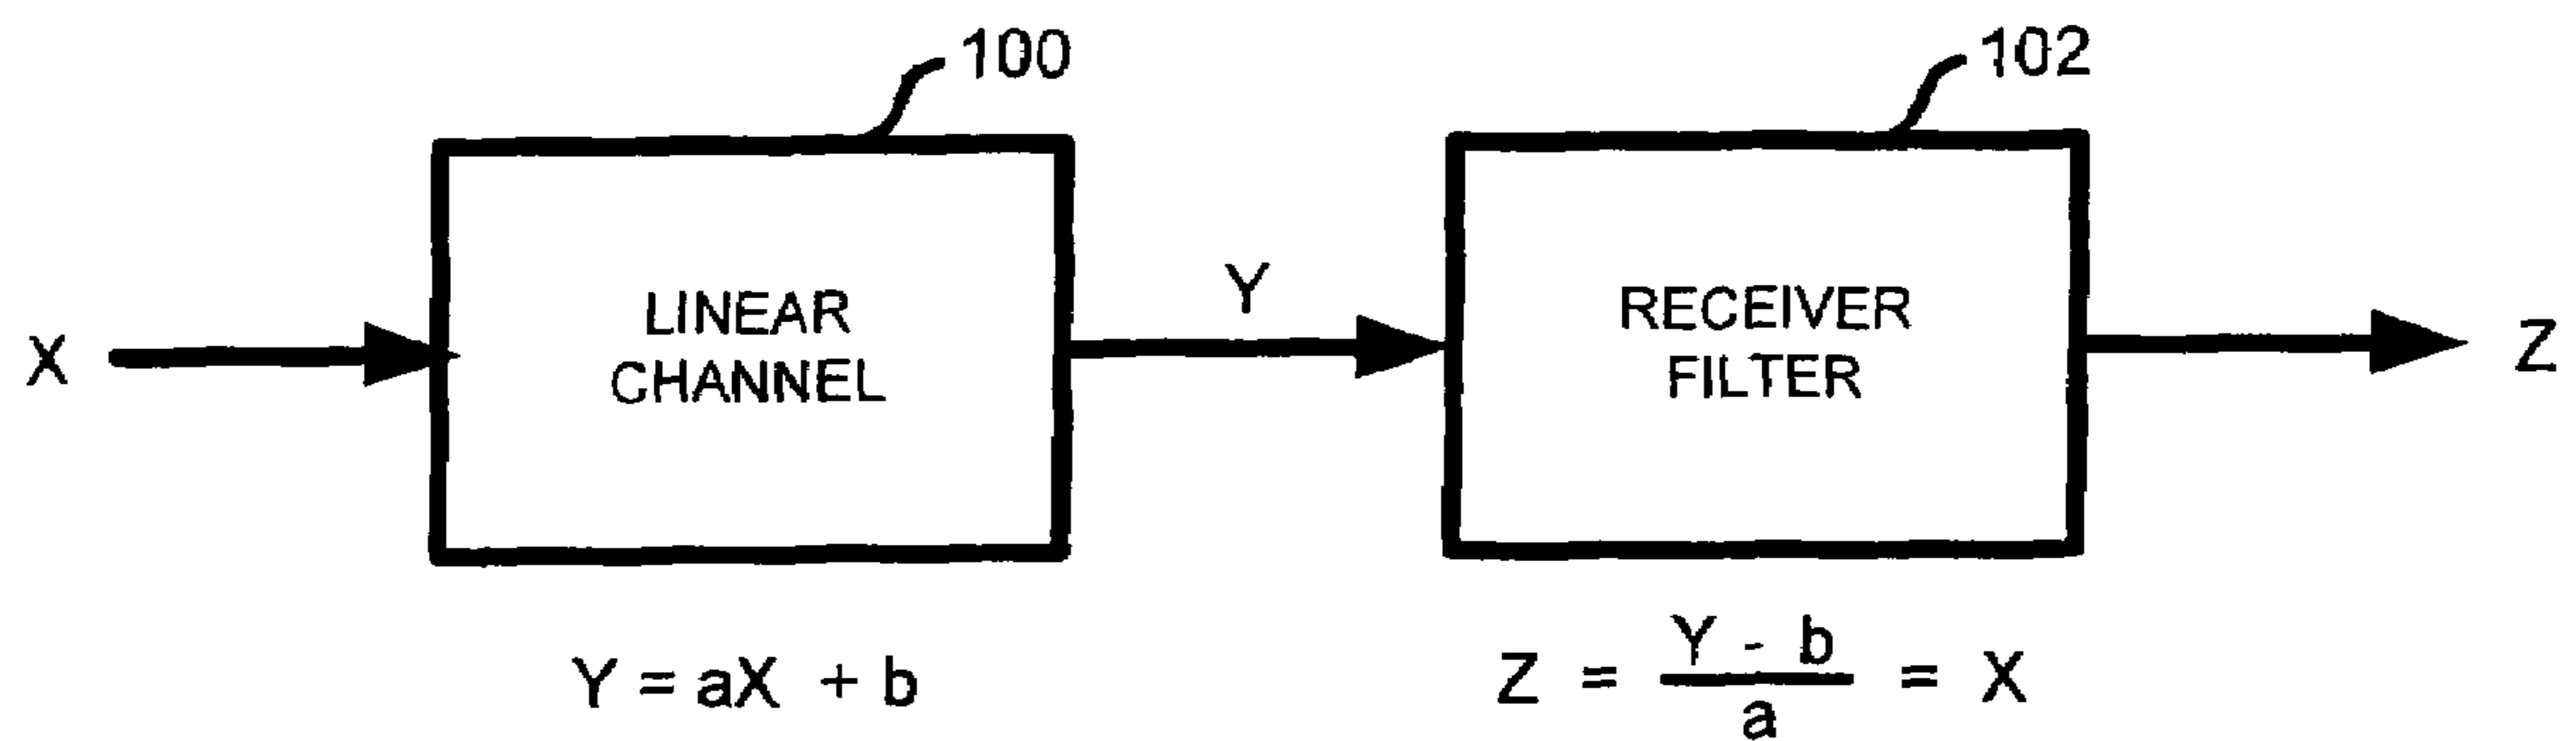 100
102
X
LINEAR
CHANNEL
Y
RECEIVER
FILTER
Z
Y = aX + b
Z = Y - b / a = X